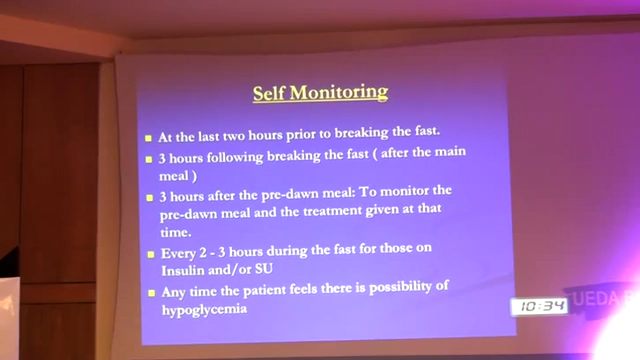 Self Monitoring
At the last two hours prior to breaking the fast.
3 hours following breaking the fast ( after the main
meal )
3 hours after the pre-dawn meal: To monitor the
pre-dawn meal and the treatment given at that
time.
Every 2 - 3 hours during the fast for those on
Insulin and/or SU
Any time the patient feels there is possibility of
hypoglycemia
10:34
UEDA